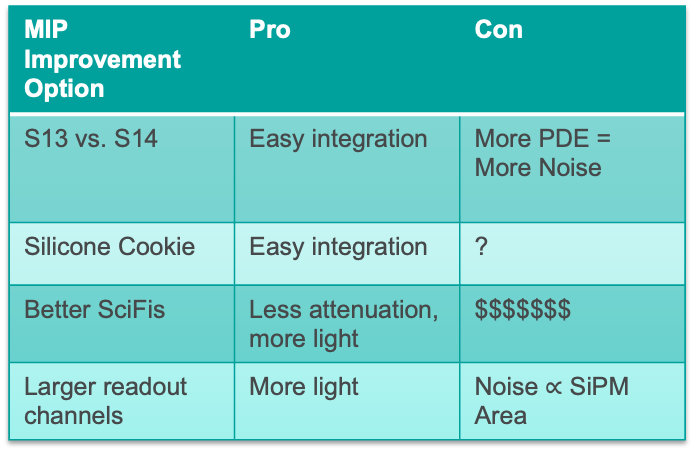 MIP Improvement Option
Pro
Con
S13 vs. S14
Easy integration
More PDE =
More Noise
Silicone Cookie
Easy integration
?
Better SciFis
Less attenuation,
more light
$$$$$$$
Larger readout
channels
More light
Noise ∝ SiPM
Area